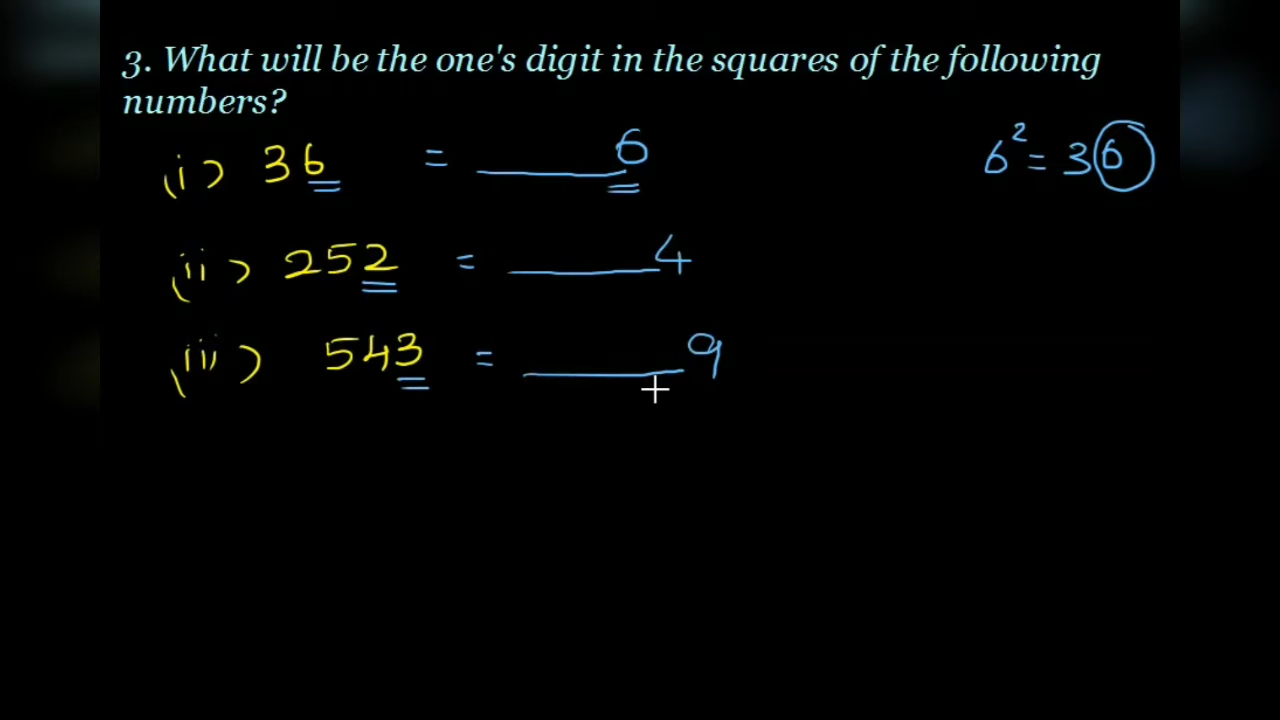 3. What will be the one's digit in the squares of the following
numbers?
(i) 36 = ______6
6² = 36
(ii) 252 = ______4
(iii) 543 = ______9